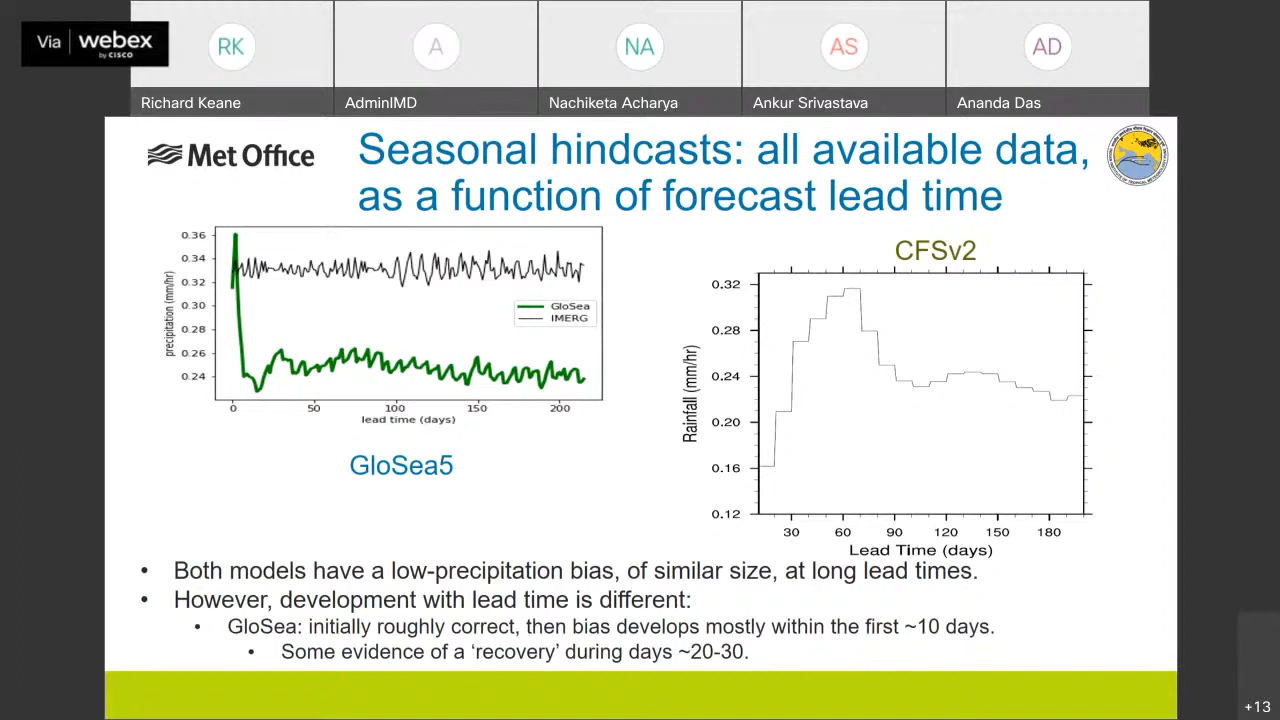 Via webex
by CISCO
RK
A
NA
AS
AD
Richard Keane
AdminIMD
Nachiketa Acharya
Ankur Srivastava
Ananda Das
Met Office
Seasonal hindcasts: all available data,
as a function of forecast lead time
0.36
0.34
0.32
0.30
0.28
0.26
0.24
precipitation (mm/hr)
GloSea
IMERG
0 50 100 150 200
lead time (days)
GloSea5
CFSv2
0.32
0.28
0.24
0.20
0.16
0.12
Rainfall (mm/hr)
30 60 90 120 150 180
Lead Time (days)
• Both models have a low-precipitation bias, of similar size, at long lead times.
• However, development with lead time is different:
• GloSea: initially roughly correct, then bias develops mostly within the first ~10 days.
• Some evidence of a ‘recovery’ during days ~20-30.
+13